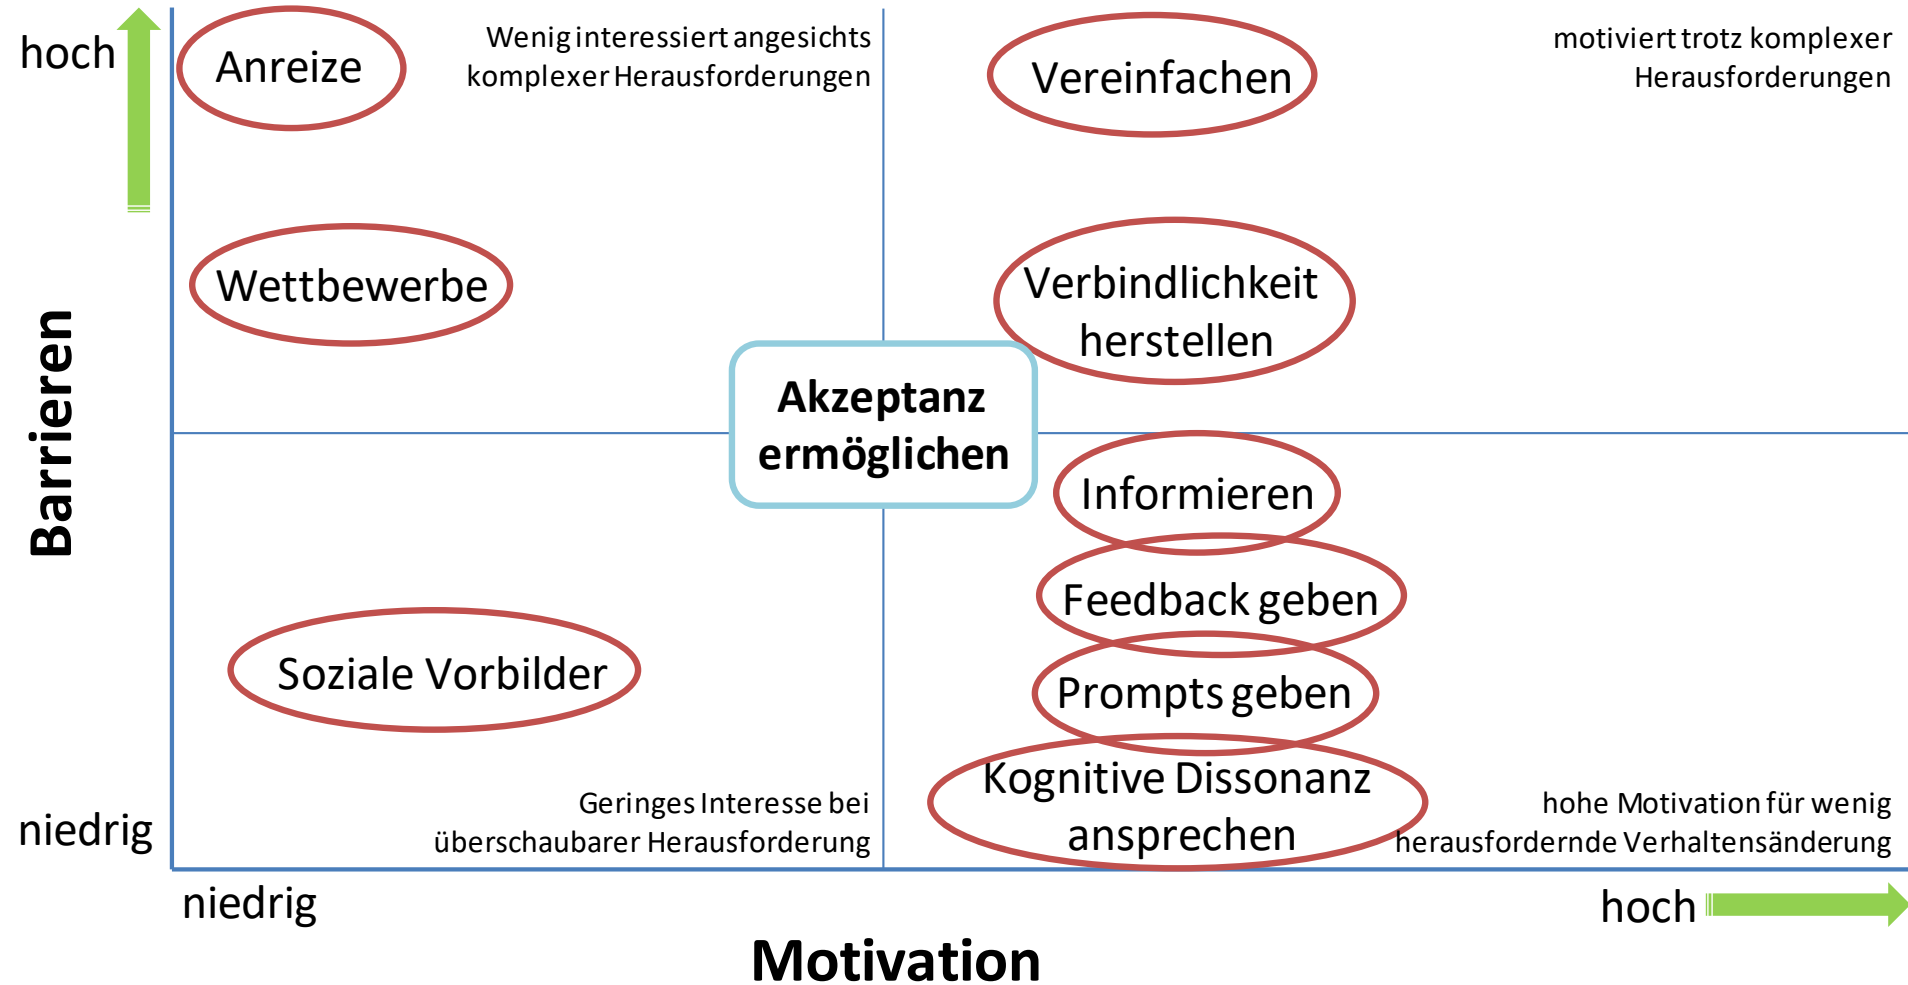 hoch
Anreize
Wenig interessiert angesichts
komplexer Herausforderungen
Vereinfachen
motiviert trotz komplexer
Herausforderungen
Wettbewerbe
Verbindlichkeit
herstellen
Barrieren
Akzeptanz
ermöglichen
Informieren
Feedback geben
Soziale Vorbilder
Prompts geben
Kognitive Dissonanz
ansprechen
Geringes Interesse bei
überschaubarer Herausforderung
hohe Motivation für wenig
herausfordernde Verhaltensänderung
niedrig
niedrig
hoch
Motivation